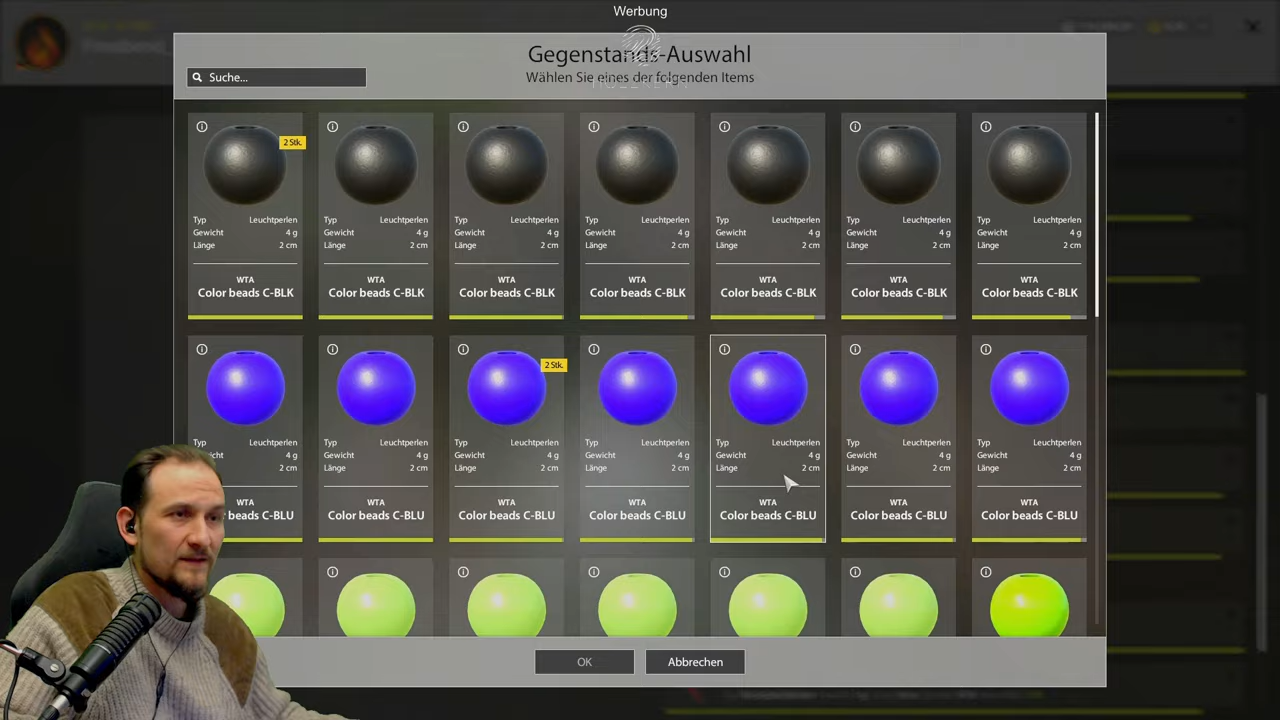 Werbung
Gegenstands-Auswahl
Wählen Sie eines der folgenden Items
Suche...
2 Stk.
Typ Leuchtperlen Typ Leuchtperlen Typ Leuchtperlen Typ Leuchtperlen Typ Leuchtperlen Typ Leuchtperlen Typ Leuchtperlen
Gewicht 4 g Gewicht 4 g Gewicht 4 g Gewicht 4 g Gewicht 4 g Gewicht 4 g Gewicht 4 g
Länge 2 cm Länge 2 cm Länge 2 cm Länge 2 cm Länge 2 cm Länge 2 cm Länge 2 cm
WTA WTA WTA WTA WTA WTA WTA
Color beads C-BLK Color beads C-BLK Color beads C-BLK Color beads C-BLK Color beads C-BLK Color beads C-BLK Color beads C-BLK
2 Stk.
Typ Leuchtperlen Typ Leuchtperlen Typ Leuchtperlen Typ Leuchtperlen Typ Leuchtperlen Typ Leuchtperlen Typ Leuchtperlen
4 g Gewicht 4 g Gewicht 4 g Gewicht 4 g Gewicht 4 g Gewicht 4 g Gewicht 4 g
2 cm Länge 2 cm Länge 2 cm Länge 2 cm Länge 2 cm Länge 2 cm Länge 2 cm
WTA WTA WTA WTA WTA WTA WTA
beads C-BLU Color beads C-BLU Color beads C-BLU Color beads C-BLU Color beads C-BLU Color beads C-BLU Color beads C-BLU
OK Abbrechen